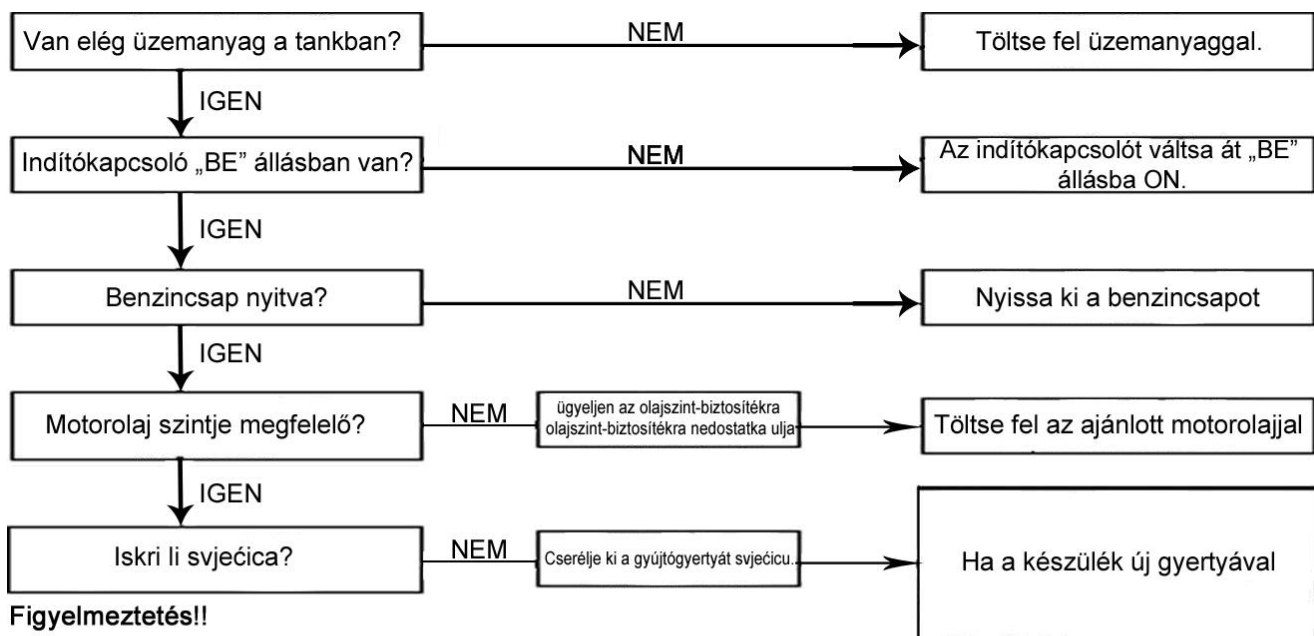 Van elég üzemanyag a tankban?
NEM
Töltse fel üzemanyaggal.
IGEN
Indítókapcsoló „BE” állásban van?
NEM
Az indítókapcsolót váltsa át „BE”
állásba ON.
IGEN
Benzincsap nyitva?
NEM
Nyissa ki a benzincsapot
IGEN
Motorolaj szintje megfelelő?
NEM
ügyeljen az olajszint-biztosítékra
olajszint-biztosítékra nedostatka ulja
Töltse fel az ajánlott motorolajjal
IGEN
Iskri li svjećica?
NEM
Cserélje ki a gyújtógyertyát svjećicu..
Ha a készülék új gyertyával
Figyelmeztetés!!